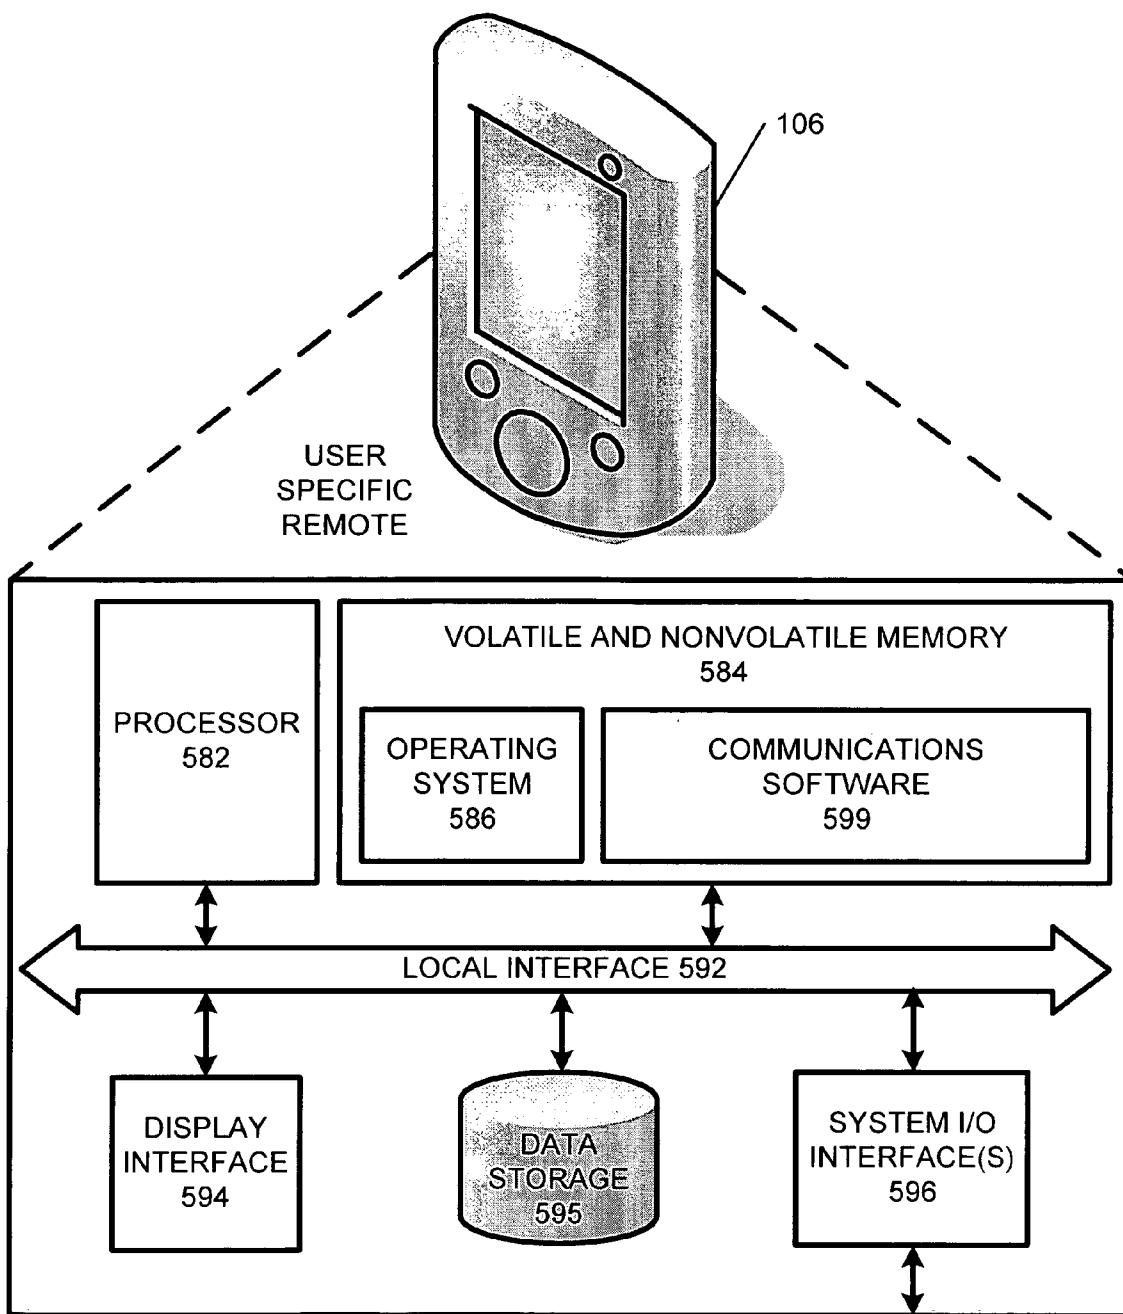 106
USER
SPECIFIC
REMOTE
VOLATILE AND NONVOLATILE MEMORY
584
PROCESSOR
582
OPERATING
SYSTEM
586
COMMUNICATIONS
SOFTWARE
599
LOCAL INTERFACE 592
DISPLAY
INTERFACE
594
DATA
STORAGE
595
SYSTEM I/O
INTERFACE(S)
596